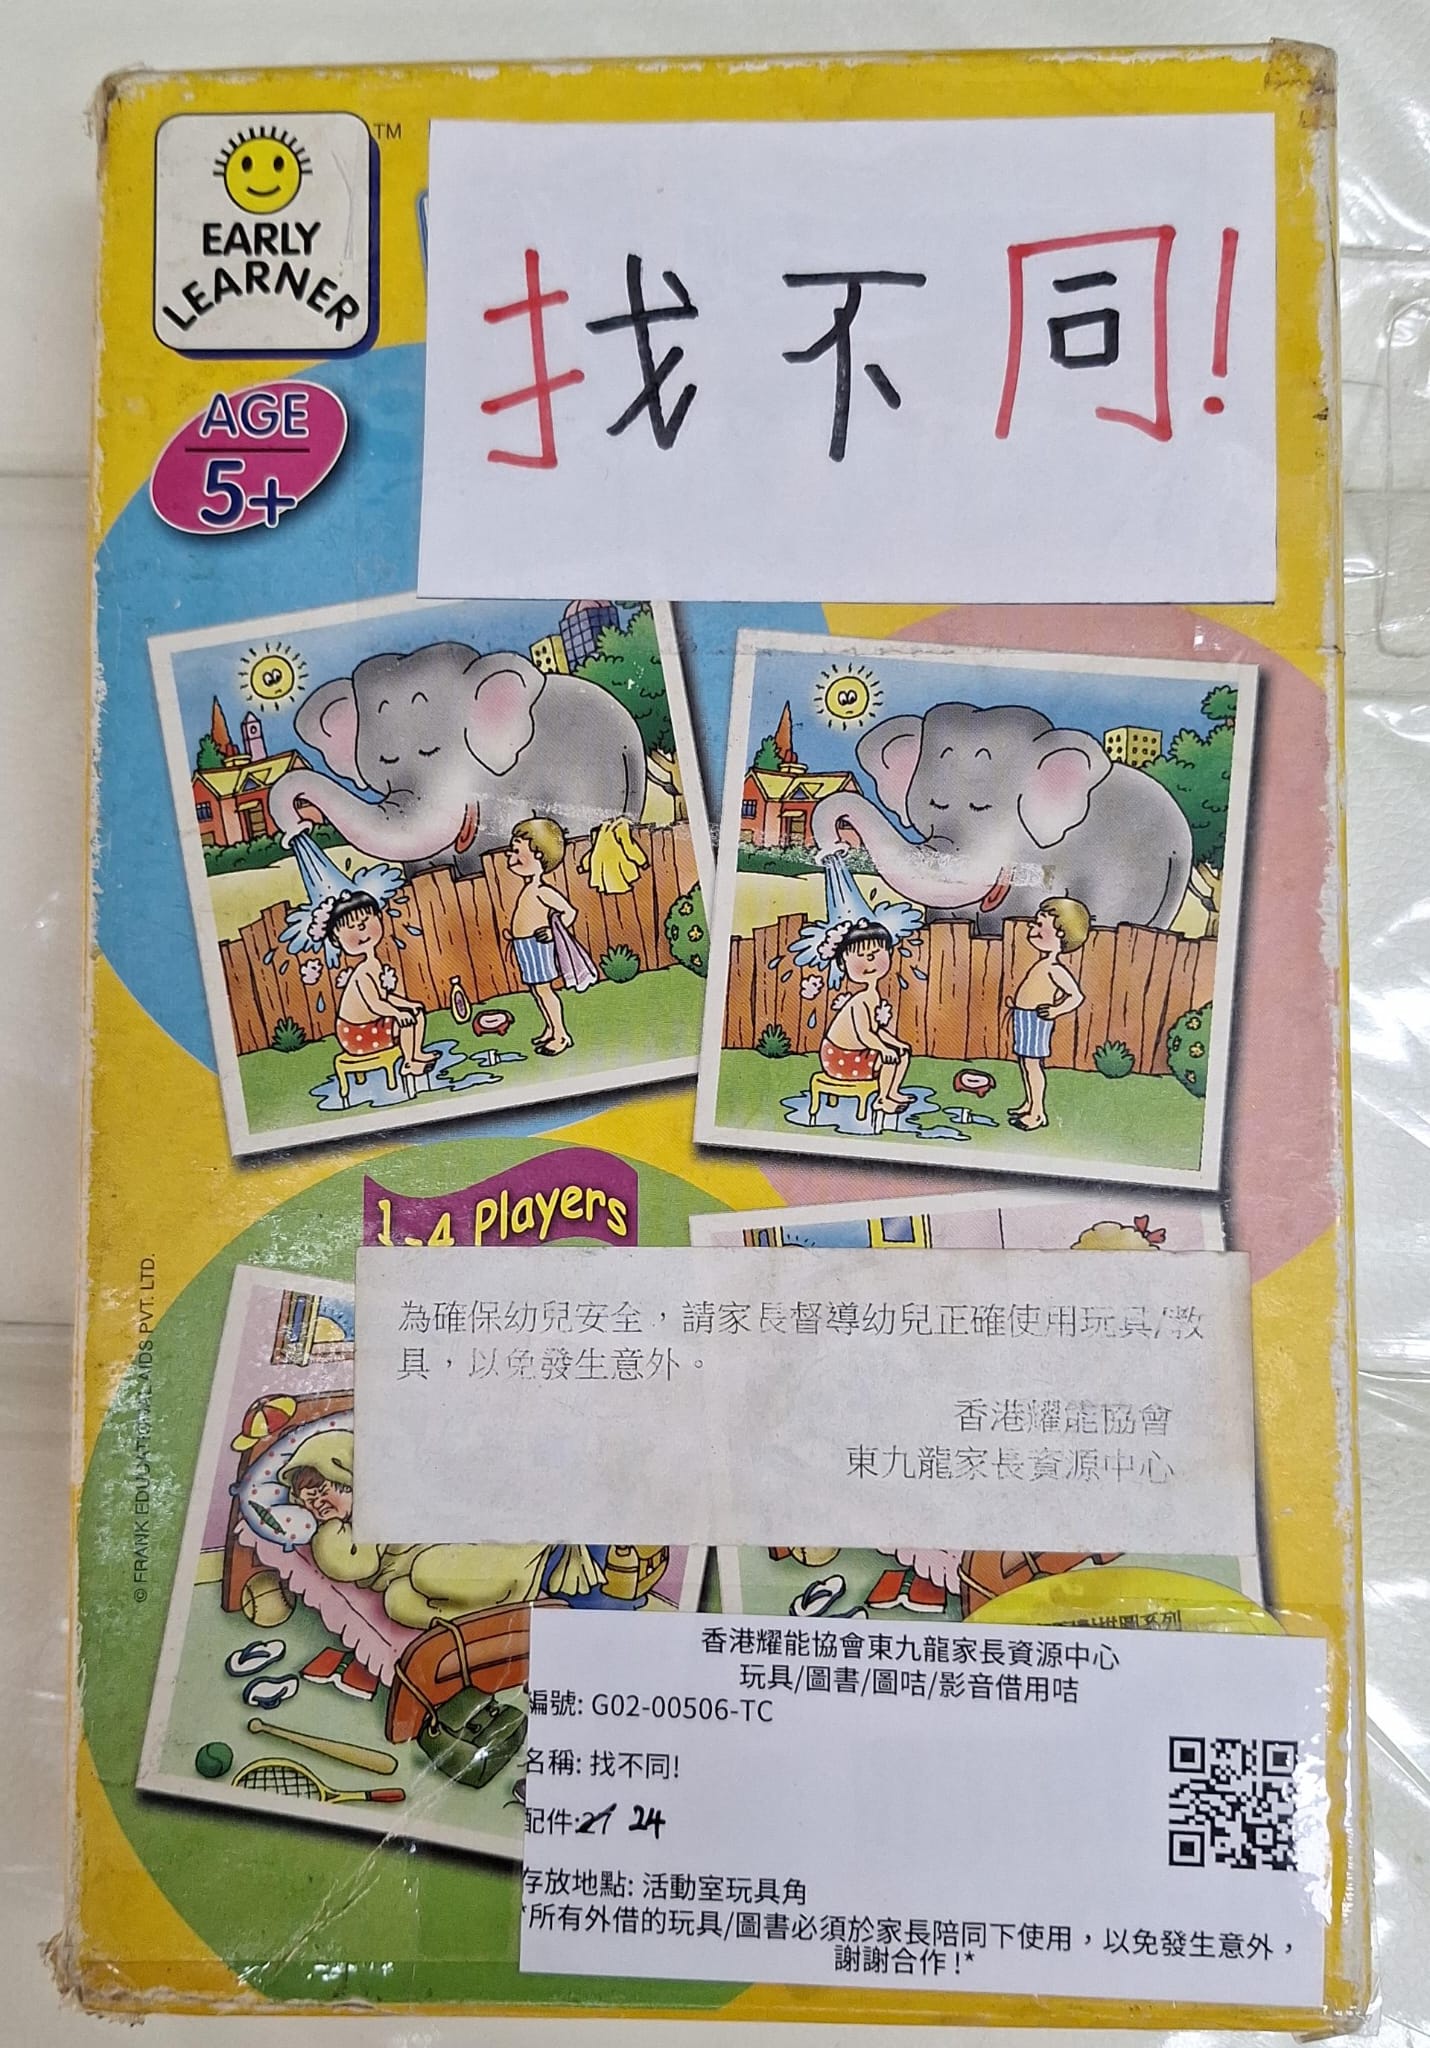 EARLY
LEARNER
TM
找不同!
AGE
5+
1-4 Players
© FRANK EDUCATIONAL AIDS PVT. LTD.
為確保幼兒安全，請家長督導幼兒正確使用玩具/教
具，以免發生意外。
香港耀能協會
東九龍家長資源中心
拼圖系列
香港耀能協會東九龍家長資源中心
玩具/圖書/圖咭/影音借用咭
編號: G02-00506-TC
名稱: 找不同!
配件:27 24
存放地點: 活動室玩具角
*所有外借的玩具/圖書必須於家長陪同下使用，以免發生意外，
謝謝合作!*